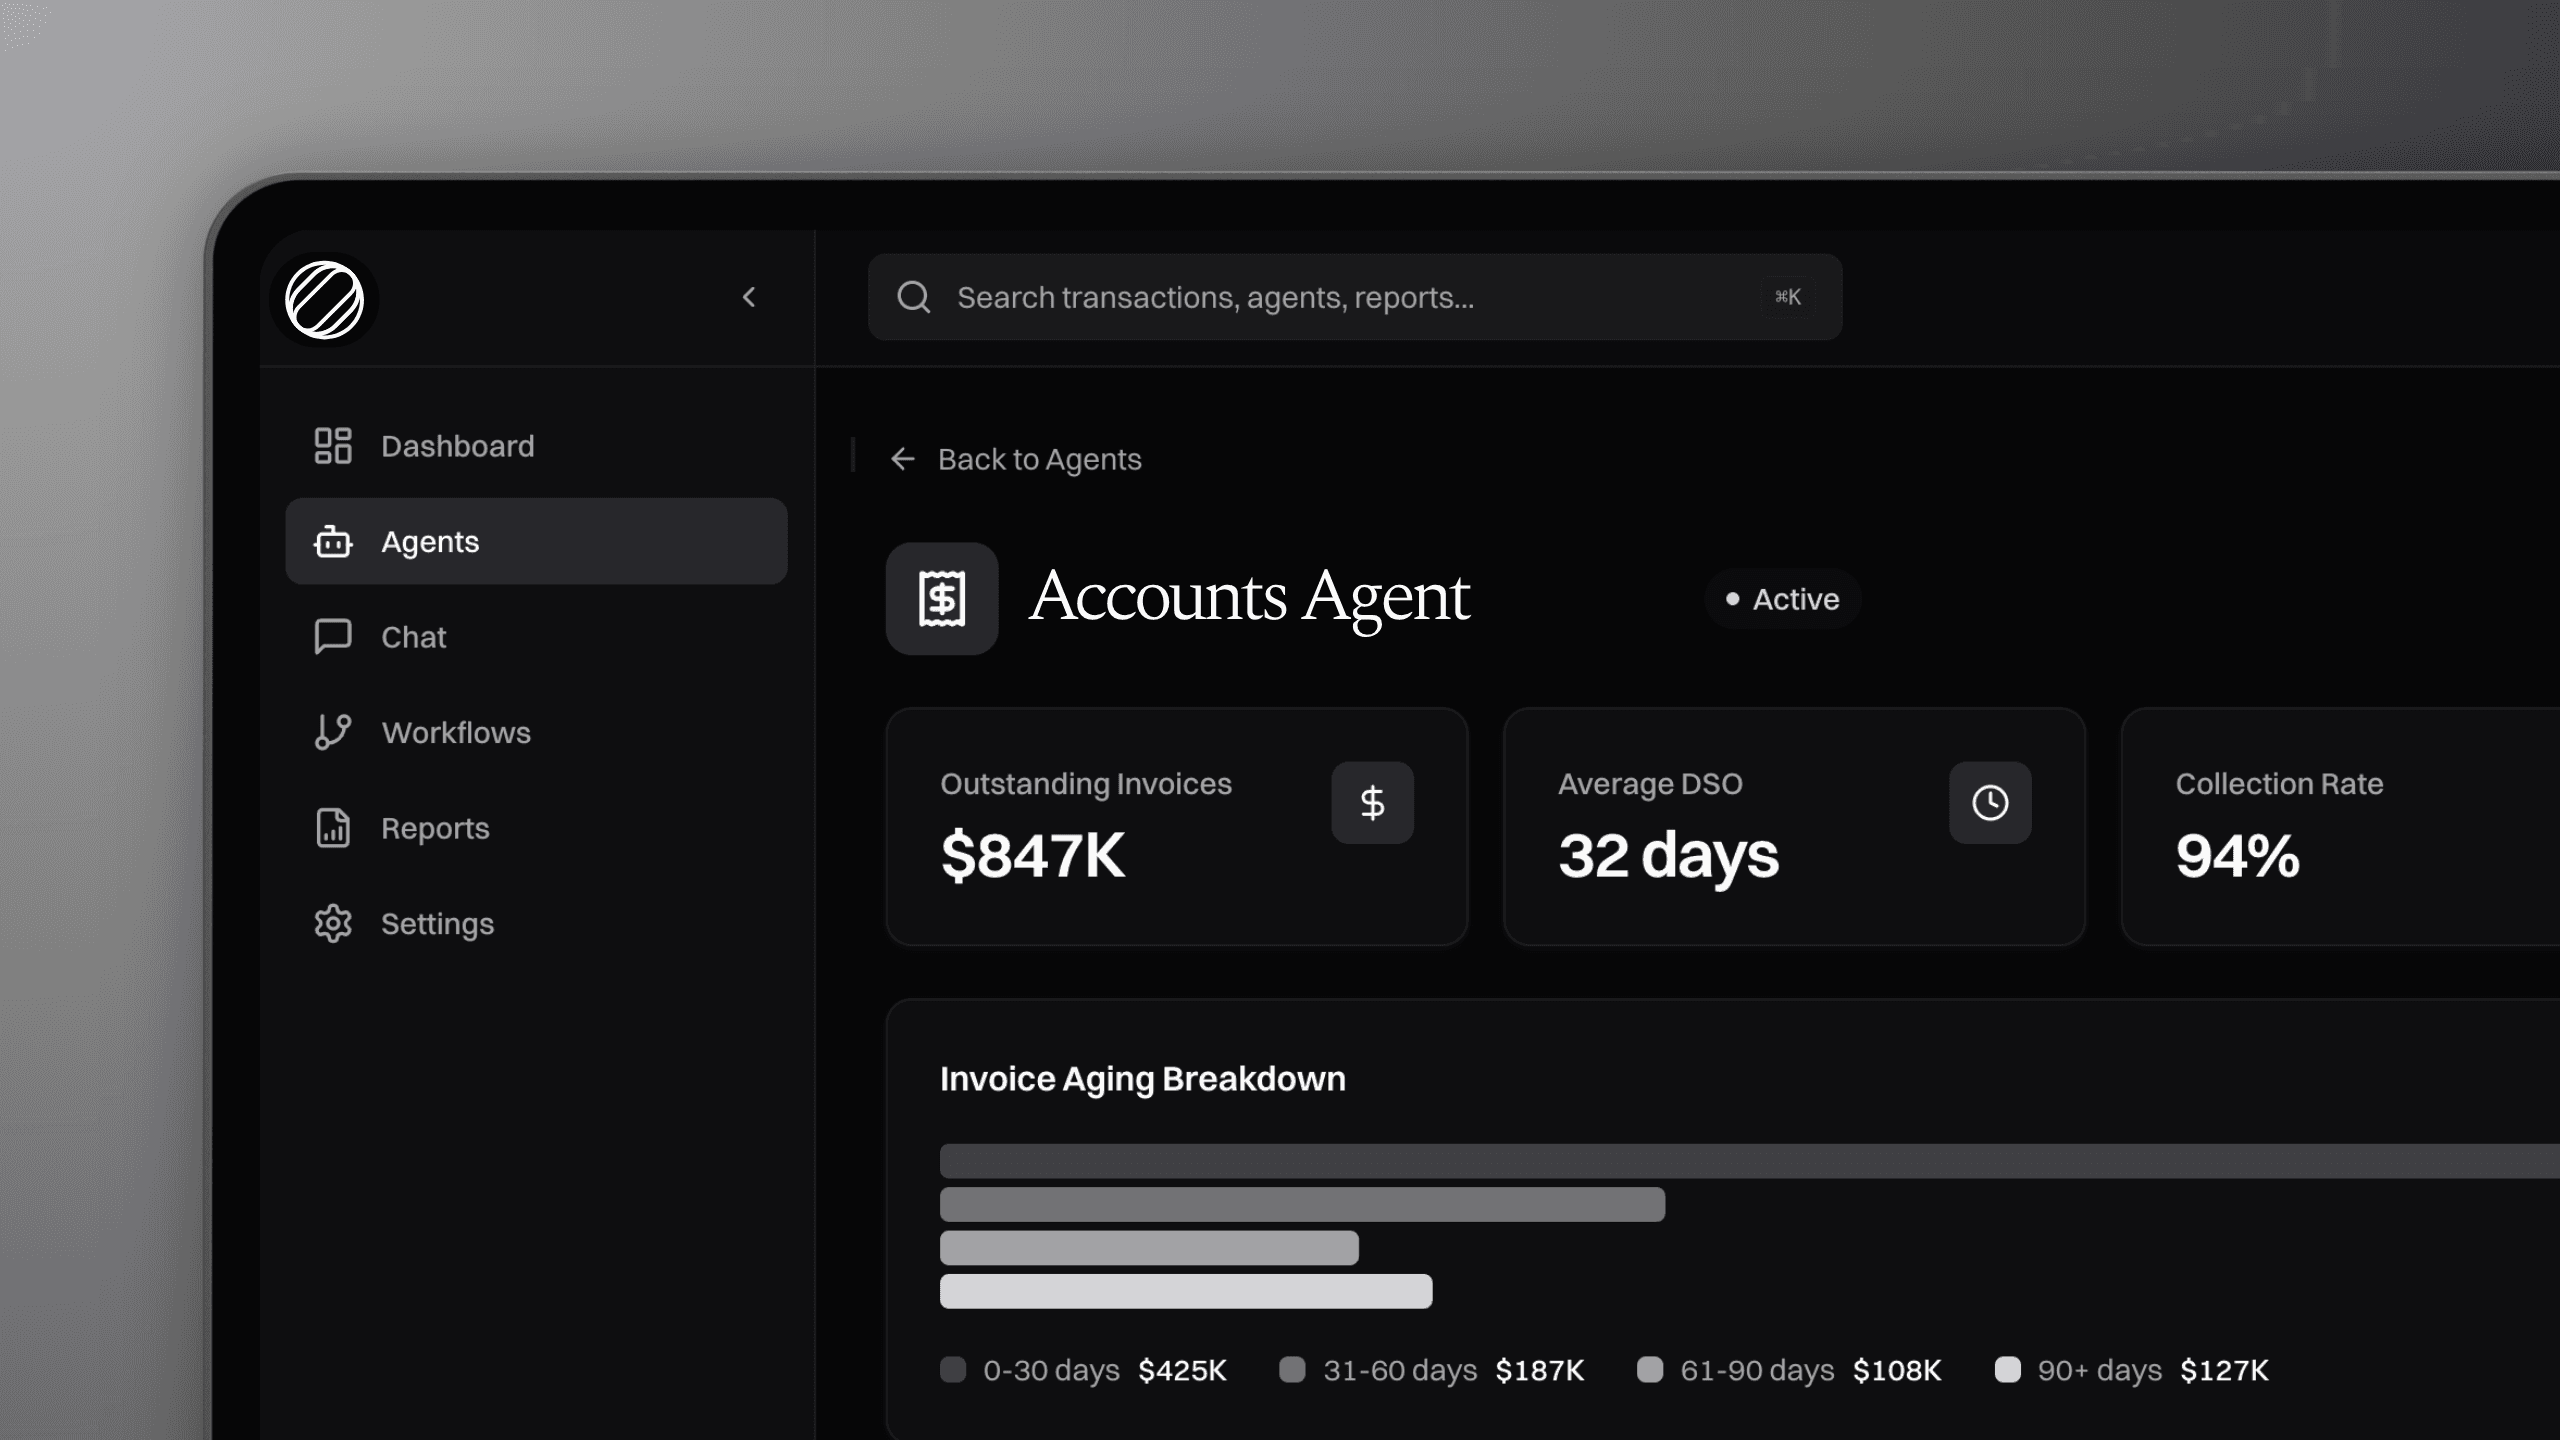 Search transactions, agents, reports... ⌘K
Dashboard
Agents
Chat
Workflows
Reports
Settings
Back to Agents
Accounts Agent Active
Outstanding Invoices
$847K
Average DSO
32 days
Collection Rate
94%
Invoice Aging Breakdown
0-30 days $425K 31-60 days $187K 61-90 days $108K 90+ days $127K